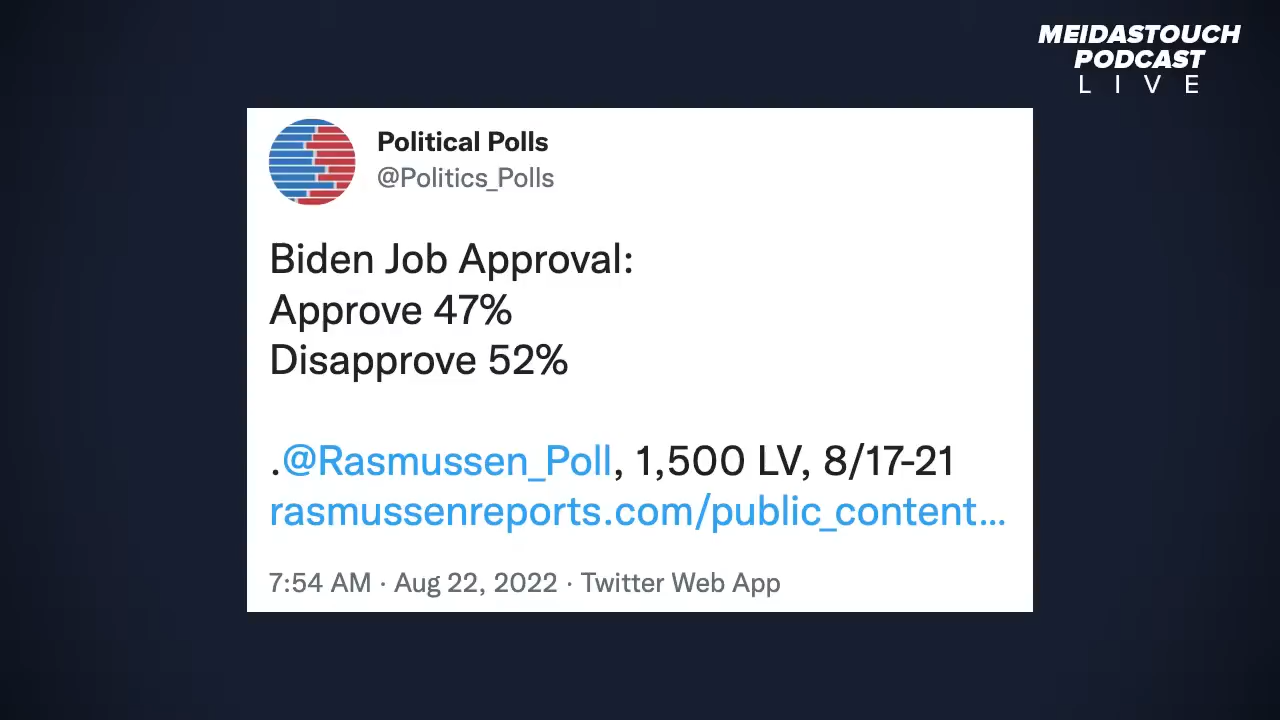 MEIDASTOUCH
PODCAST
LIVE
Political Polls
@Politics_Polls
Biden Job Approval:
Approve 47%
Disapprove 52%
.@Rasmussen_Poll, 1,500 LV, 8/17-21
rasmussenreports.com/public_content...
7:54 AM · Aug 22, 2022 · Twitter Web App